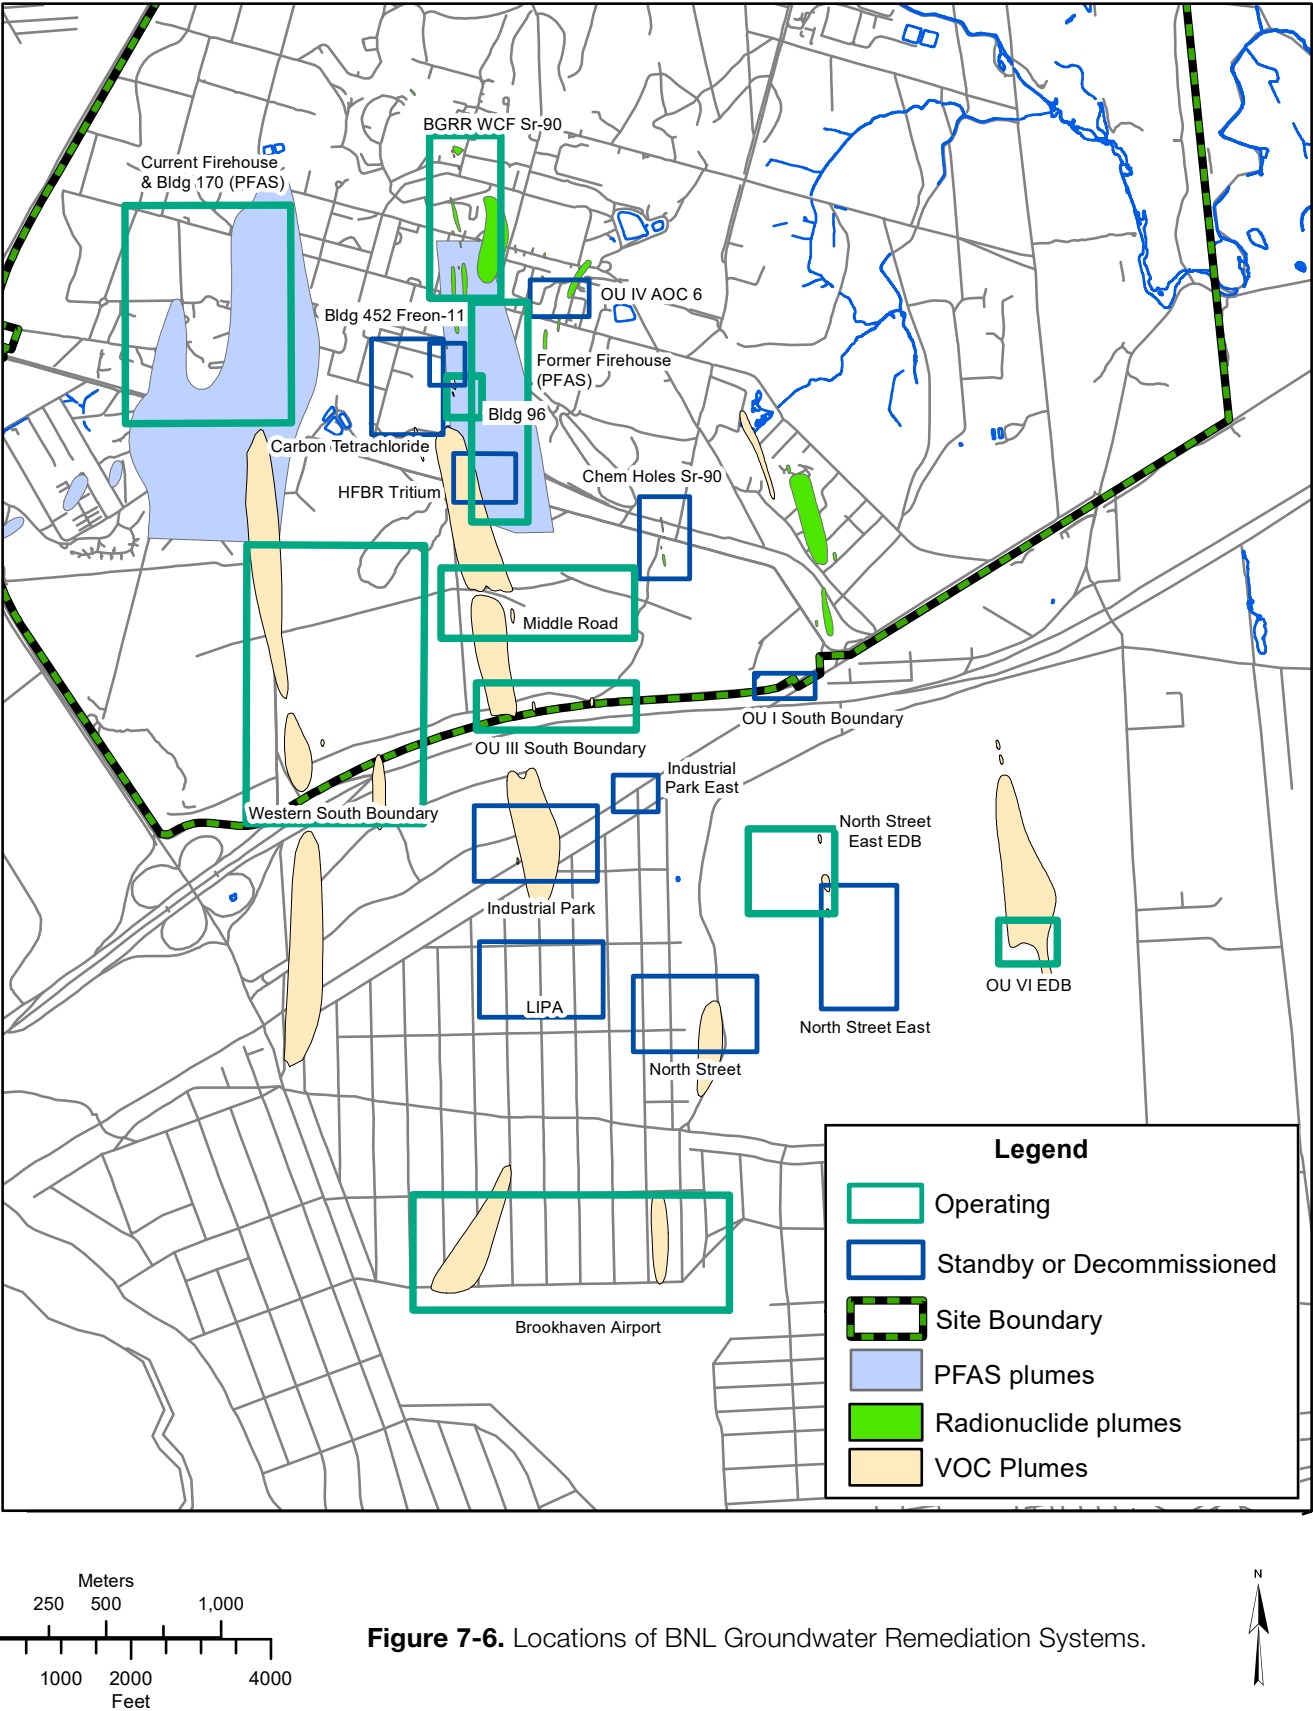 BGRR WCF Sr-90
Current Firehouse
& Bldg 170 (PFAS)
OU IV AOC 6
Bldg 452 Freon-11
Former Firehouse
(PFAS)
Bldg 96
Carbon Tetrachloride
HFBR Tritium
Chem Holes Sr-90
Middle Road
OU I South Boundary
OU III South Boundary
Industrial
Park East
Western South Boundary
North Street
East EDB
Industrial Park
OU VI EDB
LIPA
North Street East
North Street
Brookhaven Airport
Legend
Operating
Standby or Decommissioned
Site Boundary
PFAS plumes
Radionuclide plumes
VOC Plumes
Meters
250 500 1,000
1000 2000 4000
Feet
Figure 7-6. Locations of BNL Groundwater Remediation Systems.
N